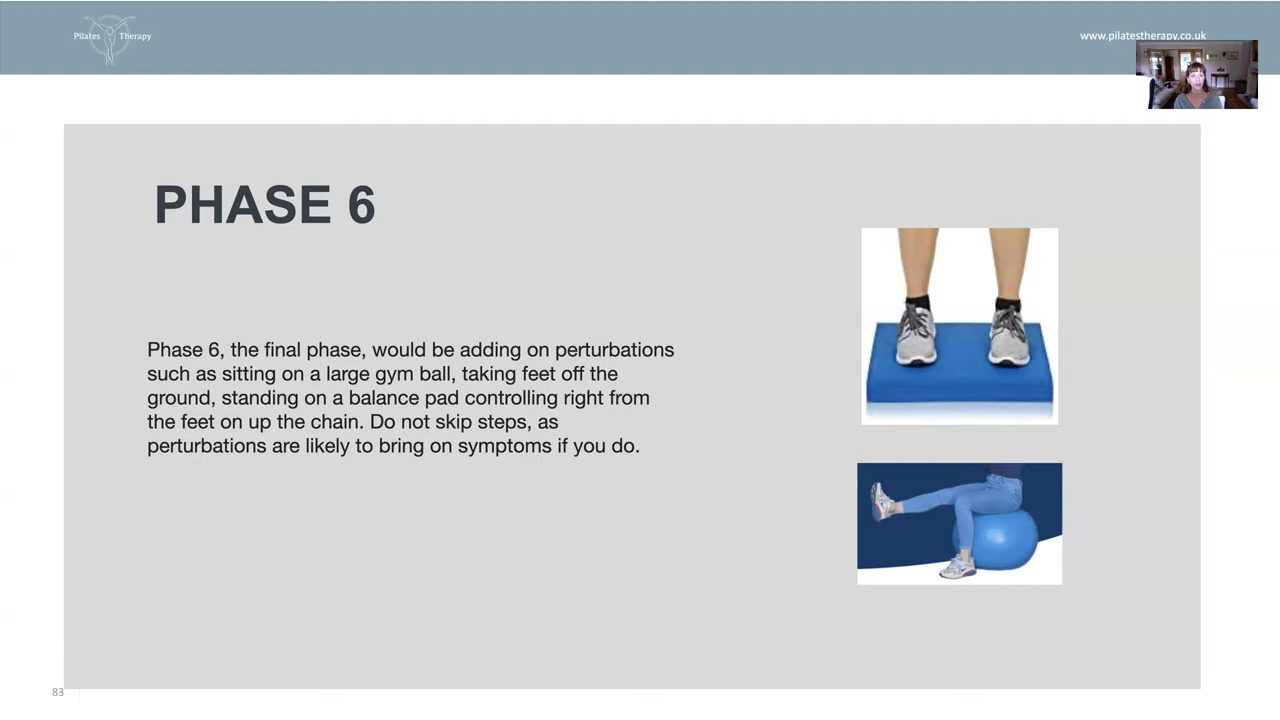 Pilates Therapy
www.pilatestherapy.co.uk
PHASE 6
Phase 6, the final phase, would be adding on perturbations
such as sitting on a large gym ball, taking feet off the
ground, standing on a balance pad controlling right from
the feet on up the chain. Do not skip steps, as
perturbations are likely to bring on symptoms if you do.
83